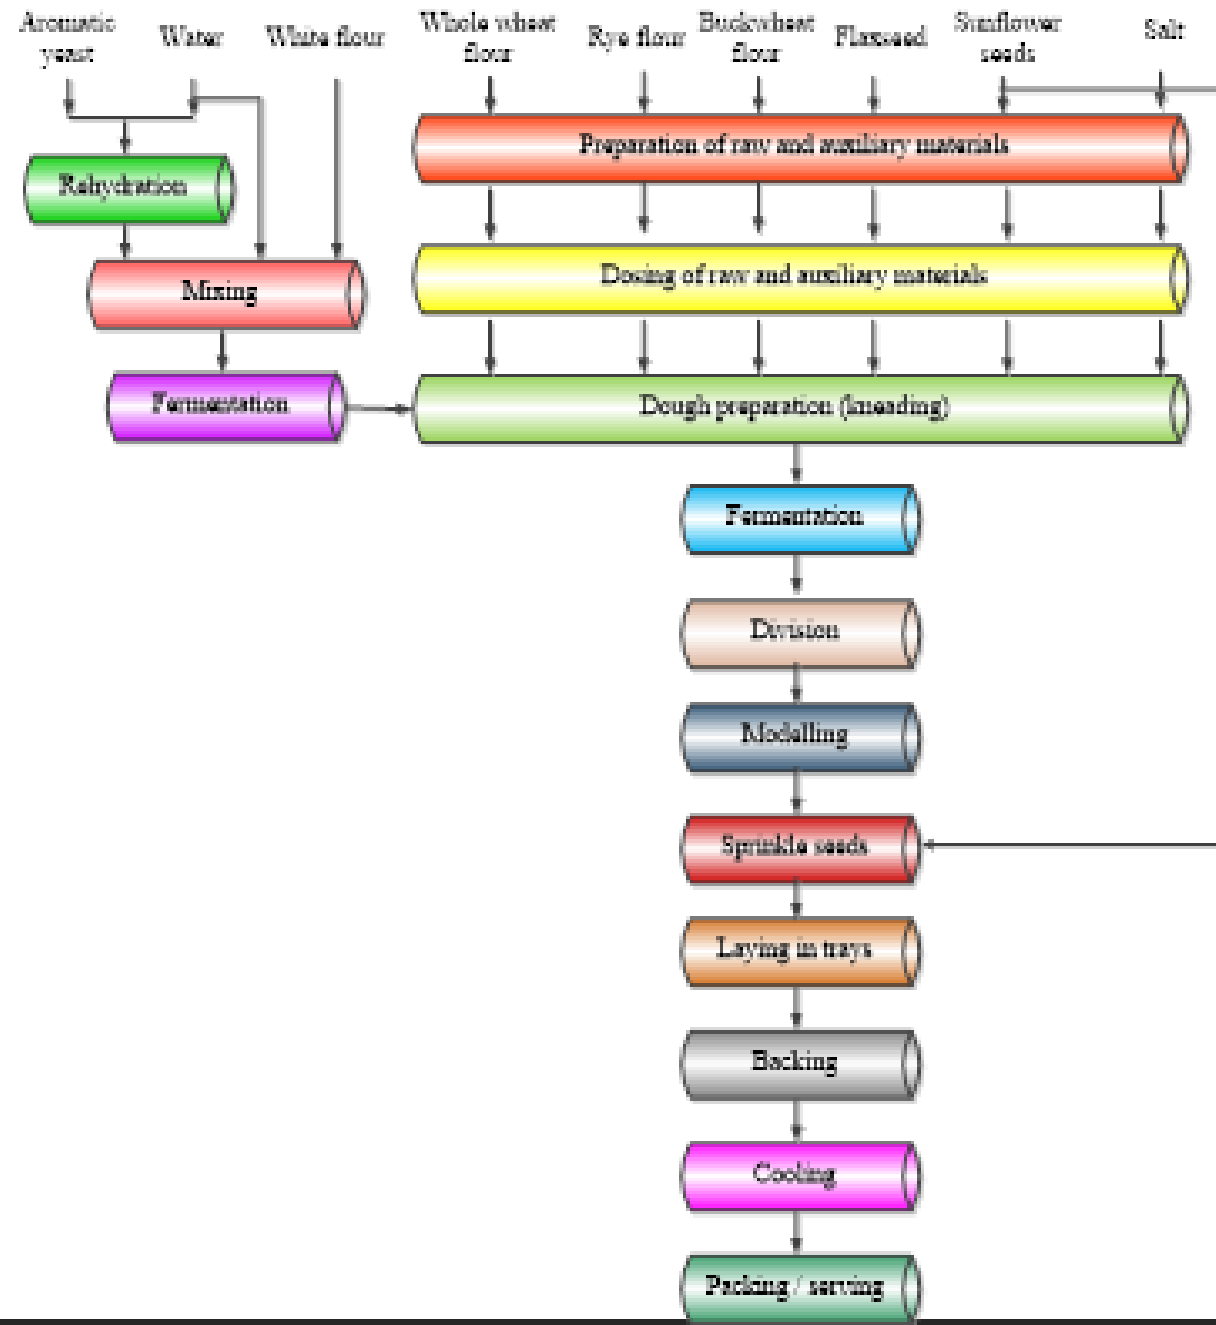 Aromatic
yeast
Water
White flour
Whole wheat
flour
Rye flour
Buckwheat
flour
Flaxseed
Sunflower
seeds
Salt
Preparation of raw and auxiliary materials
Rehydration
Dosing of raw and auxiliary materials
Mixing
Fermentation
Dough preparation (kneading)
Fermentation
Division
Modelling
Sprinkle seeds
Laying in trays
Backing
Cooling
Packing / serving